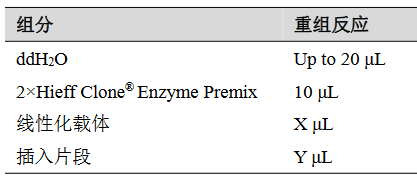 组分 重组反应
ddH₂O Up to 20 μL
2×Hieff Clone® Enzyme Premix 10 μL
线性化载体 X μL
插入片段 Y μL